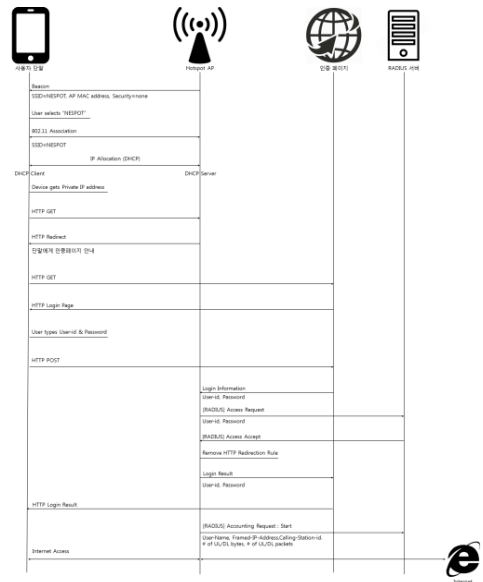 사용자 단말
Hotspot AP
인증 페이지
RADIUS 서버
Beacon
SSID=NESPOT, AP MAC address, Security=none
User selects "NESPOT"
802.11 Association
SSID=NESPOT
IP Allocation (DHCP)
DHCP Client
DHCP Server
Device gets Private IP address
HTTP GET
HTTP Redirect
단말에게 인증페이지 안내
HTTP GET
HTTP Login Page
User types User-id & Password
HTTP POST
Login Information
User-id, Password
[RADIUS] Access Request
User-id, Password
[RADIUS] Access Accept
Remove HTTP Redirection Rule
Login Result
User-id, Password
HTTP Login Result
[RADIUS] Accounting Request : Start
User-Name, Framed-IP-Address,Calling-Station-id,
# of UL/DL bytes, # of UL/DL packets
Internet Access
Internet